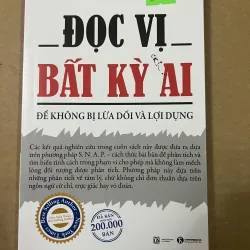 ĐỌC VỊ
BẤT KỲ AI
ĐỂ KHÔNG BỊ LỪA DỐI VÀ LỢI DỤNG
Các kết quả nghiên cứu trong cuốn sách này được đưa ra dựa
trên phương pháp S.N.A.P. - cách thức bài bản để phân tích và
tìm hiểu tính cách trong phạm vi cho phép mà không làm mếch
lòng đối tượng được phân tích. Phương pháp này dựa trên
những phân tích về tâm lý, chứ không chỉ đơn thuần dựa trên
ngôn ngữ cử chỉ, trực giác hay võ đoán.
ĐÃ BÁN
200.000
BẢN